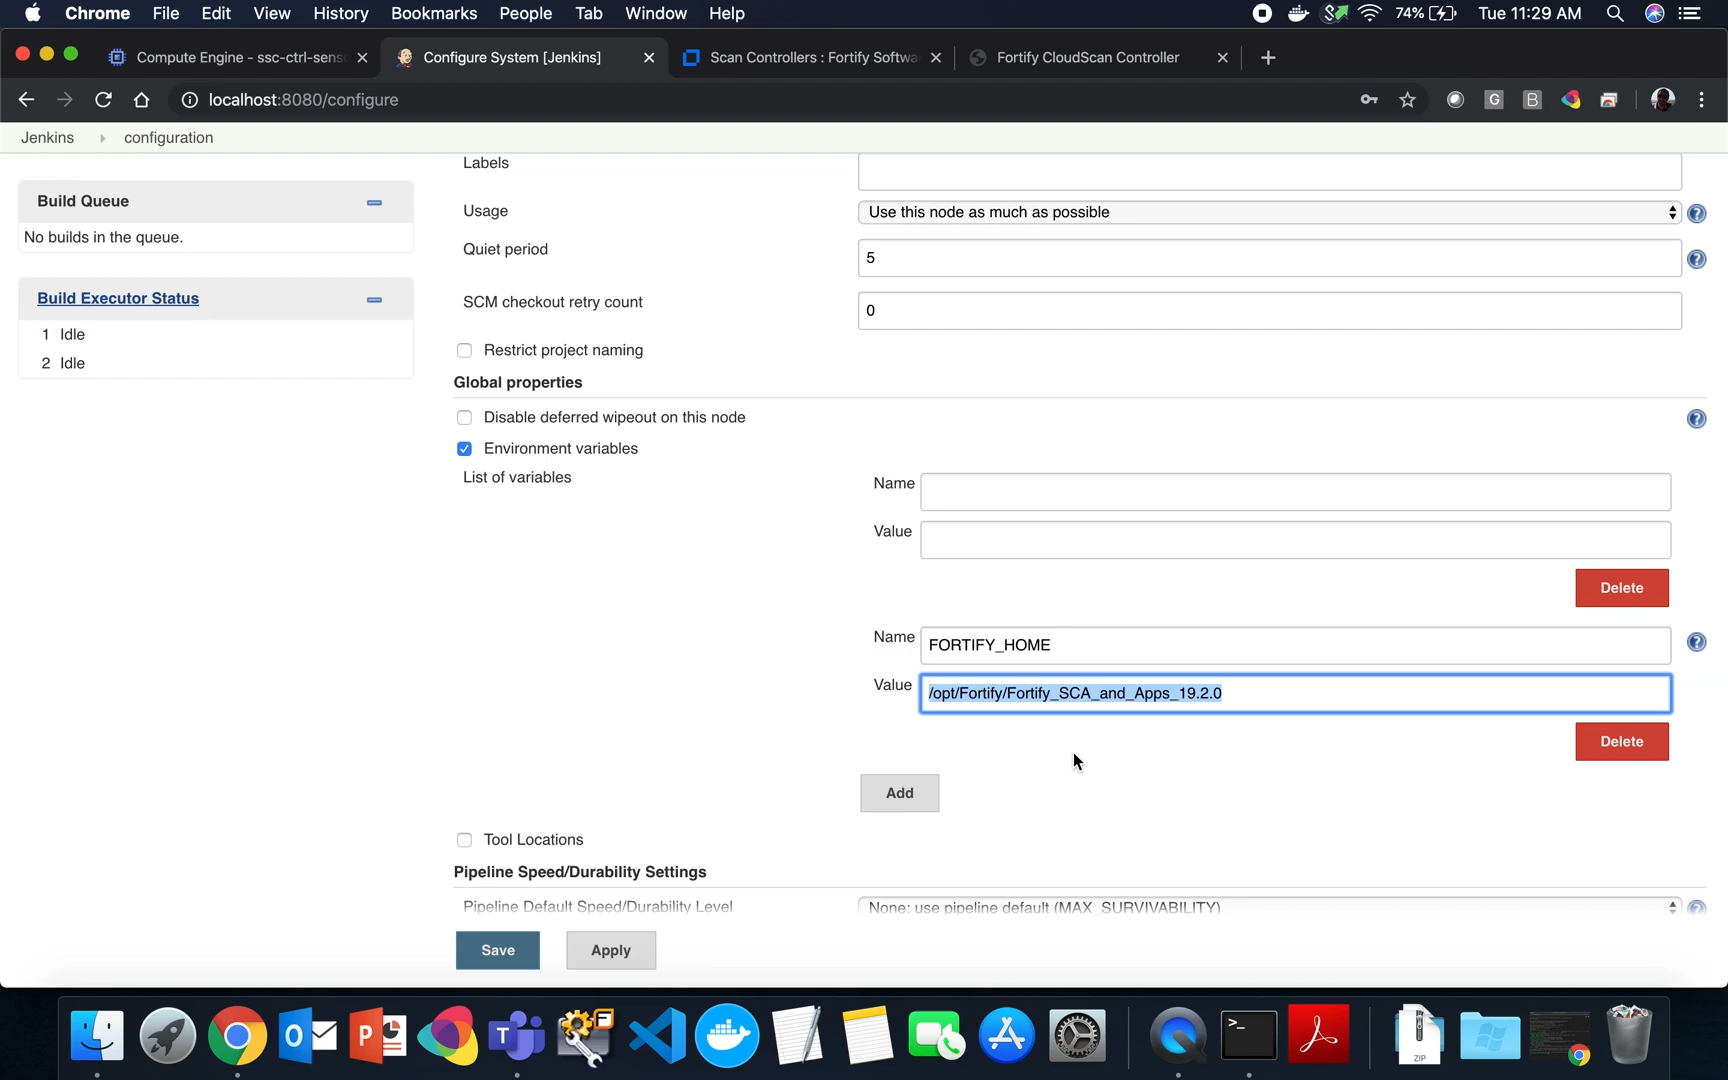 Chrome File Edit View History Bookmarks People Tab Window Help 74% Tue 11:29 AM
Compute Engine - ssc-ctrl-sens Configure System [Jenkins] Scan Controllers : Fortify Softwa Fortify CloudScan Controller
localhost:8080/configure G B
Jenkins configuration
Labels
Build Queue
Usage Use this node as much as possible
No builds in the queue.
Quiet period 5
Build Executor Status
SCM checkout retry count 0
1 Idle
Restrict project naming
2 Idle
Global properties
Disable deferred wipeout on this node
Environment variables
List of variables
Name
Value
Delete
Name FORTIFY_HOME
Value /opt/Fortify/Fortify_SCA_and_Apps_19.2.0
Delete
Add
Tool Locations
Pipeline Speed/Durability Settings
Pipeline Default Speed/Durability Level None: use pipeline default (MAX_SURVIVABILITY)
Save Apply
ZIP